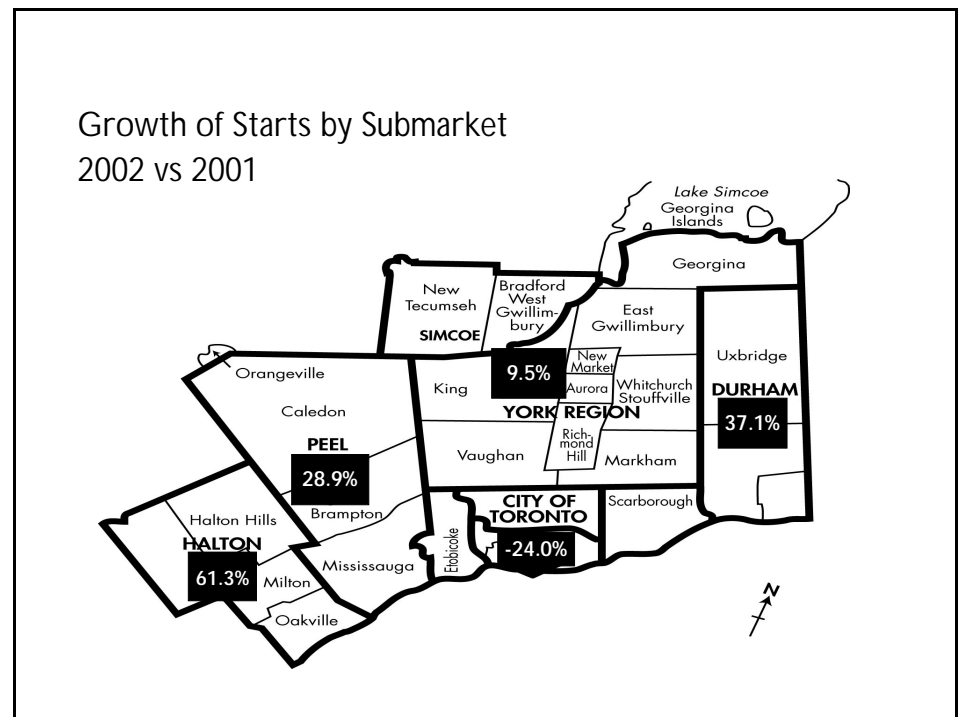 Growth of Starts by Submarket
2002 vs 2001
Lake Simcoe
Georgina
Islands
Georgina
New
Tecumseh
Bradford
West
Gwillim-
bury
SIMCOE
East
Gwillimbury
Uxbridge
DURHAM
37.1%
9.5%
New
Market
Aurora
Whitchurch
Stouffville
King
YORK REGION
Rich-
mond
Hill
Vaughan
Markham
Orangeville
Caledon
PEEL
28.9%
Brampton
Mississauga
Halton Hills
HALTON
61.3%
Milton
Oakville
Etobicoke
CITY OF
TORONTO
-24.0%
Scarborough
N